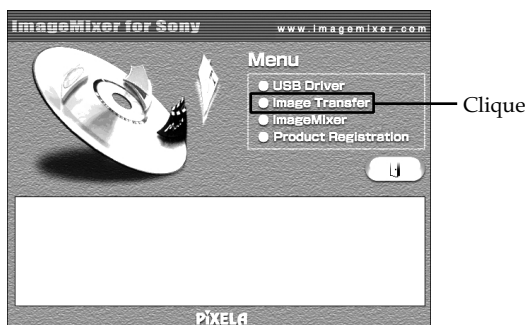 ImageMixer for Sony
www.imagemixer.com
Menu
USB Driver
Image Transfer
ImageMixer
Product Registration
Clique
PIXELA